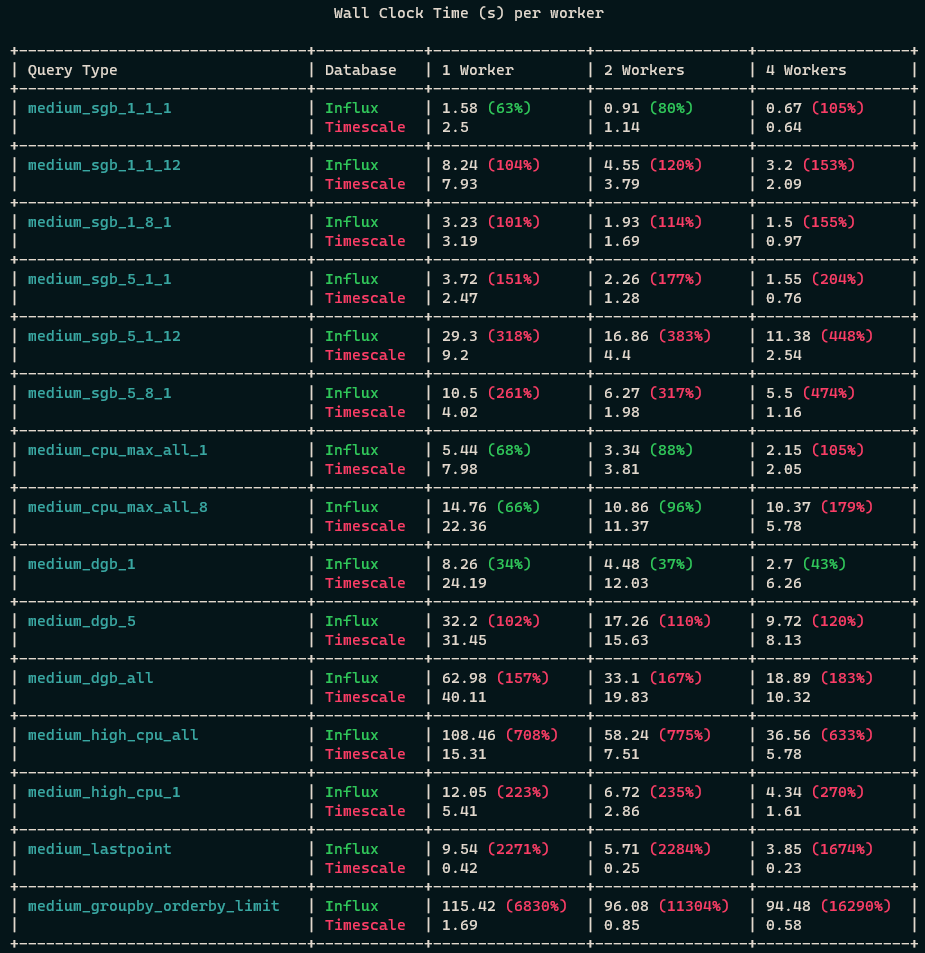 Wall Clock Time (s) per worker
Query Type | Database | 1 Worker | 2 Workers | 4 Workers
medium_sgb_1_1_1 | Influx | 1.58 (63%) | 0.91 (80%) | 0.67 (105%)
| Timescale | 2.5 | 1.14 | 0.64
medium_sgb_1_1_12 | Influx | 8.24 (104%) | 4.55 (120%) | 3.2 (153%)
| Timescale | 7.93 | 3.79 | 2.09
medium_sgb_1_8_1 | Influx | 3.23 (101%) | 1.93 (114%) | 1.5 (155%)
| Timescale | 3.19 | 1.69 | 0.97
medium_sgb_5_1_1 | Influx | 3.72 (151%) | 2.26 (177%) | 1.55 (204%)
| Timescale | 2.47 | 1.28 | 0.76
medium_sgb_5_1_12 | Influx | 29.3 (318%) | 16.86 (383%) | 11.38 (448%)
| Timescale | 9.2 | 4.4 | 2.54
medium_sgb_5_8_1 | Influx | 10.5 (261%) | 6.27 (317%) | 5.5 (474%)
| Timescale | 4.02 | 1.98 | 1.16
medium_cpu_max_all_1 | Influx | 5.44 (68%) | 3.34 (88%) | 2.15 (105%)
| Timescale | 7.98 | 3.81 | 2.05
medium_cpu_max_all_8 | Influx | 14.76 (66%) | 10.86 (96%) | 10.37 (179%)
| Timescale | 22.36 | 11.37 | 5.78
medium_dgb_1 | Influx | 8.26 (34%) | 4.48 (37%) | 2.7 (43%)
| Timescale | 24.19 | 12.03 | 6.26
medium_dgb_5 | Influx | 32.2 (102%) | 17.26 (110%) | 9.72 (120%)
| Timescale | 31.45 | 15.63 | 8.13
medium_dgb_all | Influx | 62.98 (157%) | 33.1 (167%) | 18.89 (183%)
| Timescale | 40.11 | 19.83 | 10.32
medium_high_cpu_all | Influx | 108.46 (708%) | 58.24 (775%) | 36.56 (633%)
| Timescale | 15.31 | 7.51 | 5.78
medium_high_cpu_1 | Influx | 12.05 (223%) | 6.72 (235%) | 4.34 (270%)
| Timescale | 5.41 | 2.86 | 1.61
medium_lastpoint | Influx | 9.54 (2271%) | 5.71 (2284%) | 3.85 (1674%)
| Timescale | 0.42 | 0.25 | 0.23
medium_groupby_orderby_limit | Influx | 115.42 (6830%) | 96.08 (11304%) | 94.48 (16290%)
| Timescale | 1.69 | 0.85 | 0.58